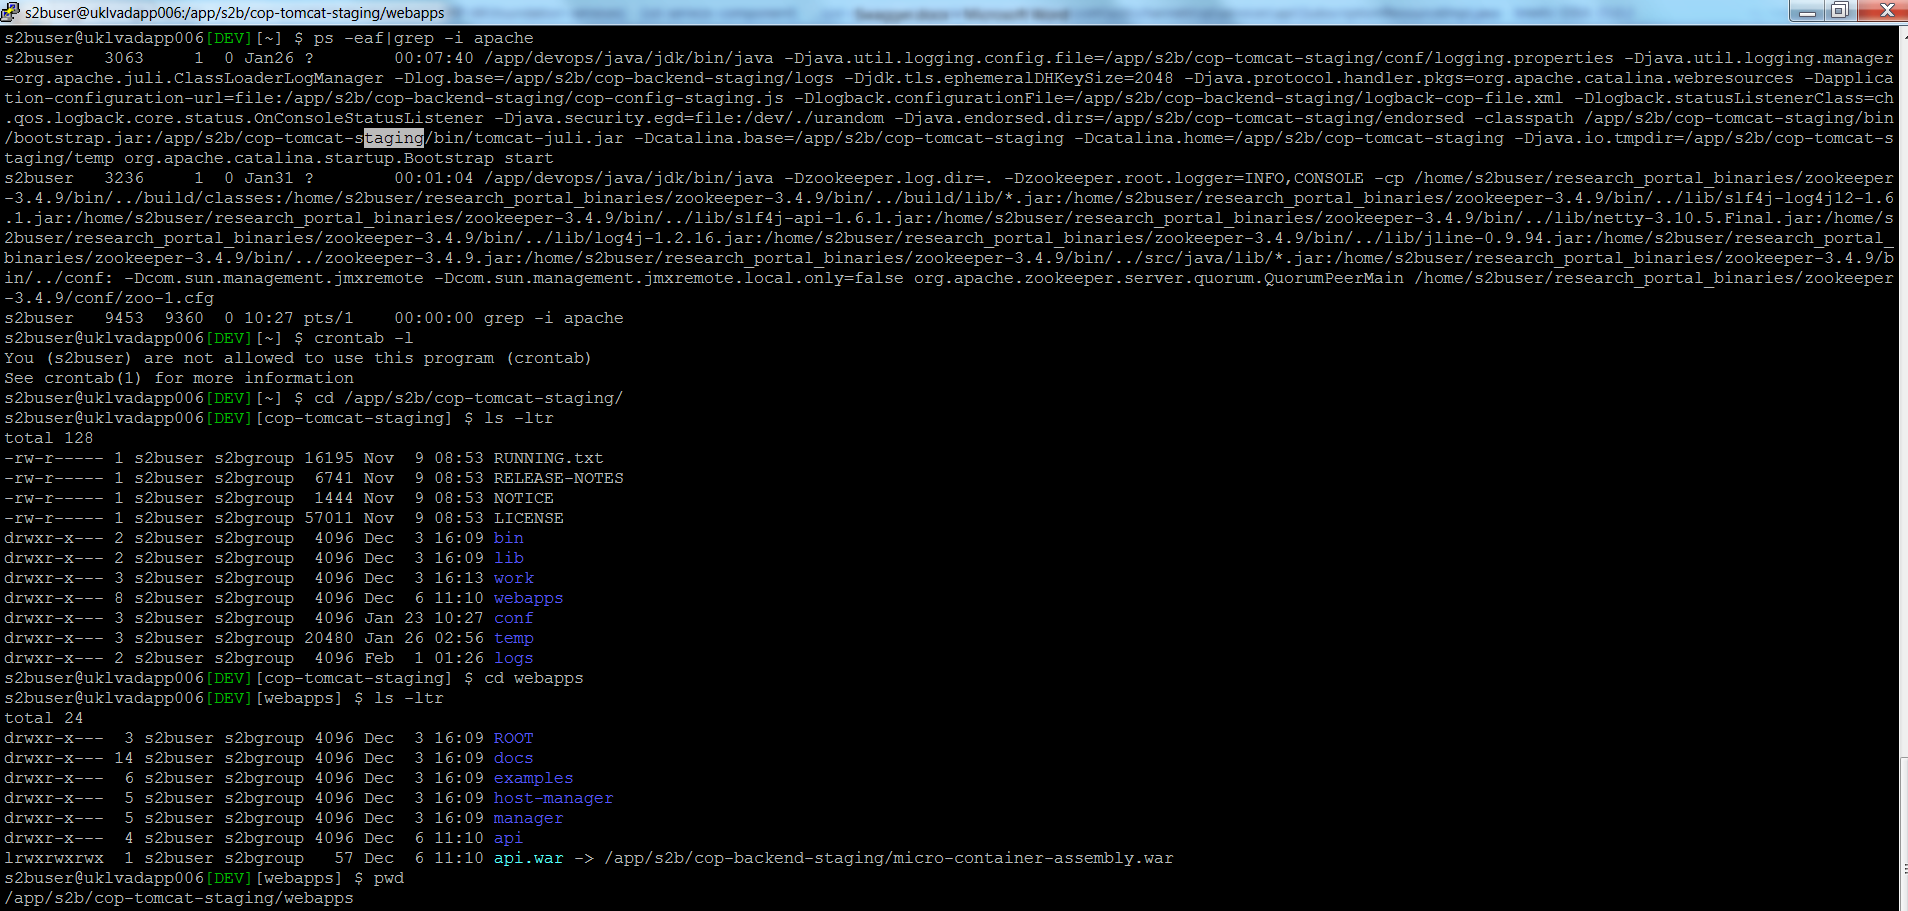 s2buser@uklvadapp006:/app/s2b/cop-tomcat-staging/webapps
s2buser@uklvadapp006[DEV][~] $ ps -eaf|grep -i apache
s2buser   3063     1  0 Jan26 ?        00:07:40 /app/devops/java/jdk/bin/java -Djava.util.logging.config.file=/app/s2b/cop-tomcat-staging/conf/logging.properties -Djava.util.logging.manager
=org.apache.juli.ClassLoaderLogManager -Dlog.base=/app/s2b/cop-backend-staging/logs -Djdk.tls.ephemeralDHKeySize=2048 -Djava.protocol.handler.pkgs=org.apache.catalina.webresources -Dapplica
tion-configuration-url=file:/app/s2b/cop-backend-staging/cop-config-staging.js -Dlogback.configurationFile=/app/s2b/cop-backend-staging/logback-cop-file.xml -Dlogback.statusListenerClass=ch
.qos.logback.core.status.OnConsoleStatusListener -Djava.security.egd=file:/dev/./urandom -Djava.endorsed.dirs=/app/s2b/cop-tomcat-staging/endorsed -classpath /app/s2b/cop-tomcat-staging/bin
/bootstrap.jar:/app/s2b/cop-tomcat-staging/bin/tomcat-juli.jar -Dcatalina.base=/app/s2b/cop-tomcat-staging -Dcatalina.home=/app/s2b/cop-tomcat-staging -Djava.io.tmpdir=/app/s2b/cop-tomcat-s
taging/temp org.apache.catalina.startup.Bootstrap start
s2buser   3236     1  0 Jan31 ?        00:01:04 /app/devops/java/jdk/bin/java -Dzookeeper.log.dir=. -Dzookeeper.root.logger=INFO,CONSOLE -cp /home/s2buser/research_portal_binaries/zookeeper
-3.4.9/bin/../build/classes:/home/s2buser/research_portal_binaries/zookeeper-3.4.9/bin/../build/lib/*.jar:/home/s2buser/research_portal_binaries/zookeeper-3.4.9/bin/../lib/slf4j-log4j12-1.6
.1.jar:/home/s2buser/research_portal_binaries/zookeeper-3.4.9/bin/../lib/slf4j-api-1.6.1.jar:/home/s2buser/research_portal_binaries/zookeeper-3.4.9/bin/../lib/netty-3.10.5.Final.jar:/home/s
2buser/research_portal_binaries/zookeeper-3.4.9/bin/../lib/log4j-1.2.16.jar:/home/s2buser/research_portal_binaries/zookeeper-3.4.9/bin/../lib/jline-0.9.94.jar:/home/s2buser/research_portal_
binaries/zookeeper-3.4.9/bin/../zookeeper-3.4.9.jar:/home/s2buser/research_portal_binaries/zookeeper-3.4.9/bin/../src/java/lib/*.jar:/home/s2buser/research_portal_binaries/zookeeper-3.4.9/b
in/../conf: -Dcom.sun.management.jmxremote -Dcom.sun.management.jmxremote.local.only=false org.apache.zookeeper.server.quorum.QuorumPeerMain /home/s2buser/research_portal_binaries/zookeeper
-3.4.9/conf/zoo-1.cfg
s2buser   9453  9360  0 10:27 pts/1    00:00:00 grep -i apache
s2buser@uklvadapp006[DEV][~] $ crontab -l
You (s2buser) are not allowed to use this program (crontab)
See crontab(1) for more information
s2buser@uklvadapp006[DEV][~] $ cd /app/s2b/cop-tomcat-staging/
s2buser@uklvadapp006[DEV][cop-tomcat-staging] $ ls -ltr
total 128
-rw-r----- 1 s2buser s2bgroup 16195 Nov  9 08:53 RUNNING.txt
-rw-r----- 1 s2buser s2bgroup  6741 Nov  9 08:53 RELEASE-NOTES
-rw-r----- 1 s2buser s2bgroup  1444 Nov  9 08:53 NOTICE
-rw-r----- 1 s2buser s2bgroup 57011 Nov  9 08:53 LICENSE
drwxr-x--- 2 s2buser s2bgroup  4096 Dec  3 16:09 bin
drwxr-x--- 2 s2buser s2bgroup  4096 Dec  3 16:09 lib
drwxr-x--- 3 s2buser s2bgroup  4096 Dec  3 16:13 work
drwxr-x--- 8 s2buser s2bgroup  4096 Dec  6 11:10 webapps
drwxr-x--- 3 s2buser s2bgroup  4096 Jan 23 10:27 conf
drwxr-x--- 3 s2buser s2bgroup 20480 Jan 26 02:56 temp
drwxr-x--- 2 s2buser s2bgroup  4096 Feb  1 01:26 logs
s2buser@uklvadapp006[DEV][cop-tomcat-staging] $ cd webapps
s2buser@uklvadapp006[DEV][webapps] $ ls -ltr
total 24
drwxr-x---  3 s2buser s2bgroup 4096 Dec  3 16:09 ROOT
drwxr-x--- 14 s2buser s2bgroup 4096 Dec  3 16:09 docs
drwxr-x---  6 s2buser s2bgroup 4096 Dec  3 16:09 examples
drwxr-x---  5 s2buser s2bgroup 4096 Dec  3 16:09 host-manager
drwxr-x---  5 s2buser s2bgroup 4096 Dec  3 16:09 manager
drwxr-x---  4 s2buser s2bgroup 4096 Dec  6 11:10 api
lrwxrwxrwx  1 s2buser s2bgroup   57 Dec  6 11:10 api.war -> /app/s2b/cop-backend-staging/micro-container-assembly.war
s2buser@uklvadapp006[DEV][webapps] $ pwd
/app/s2b/cop-tomcat-staging/webapps